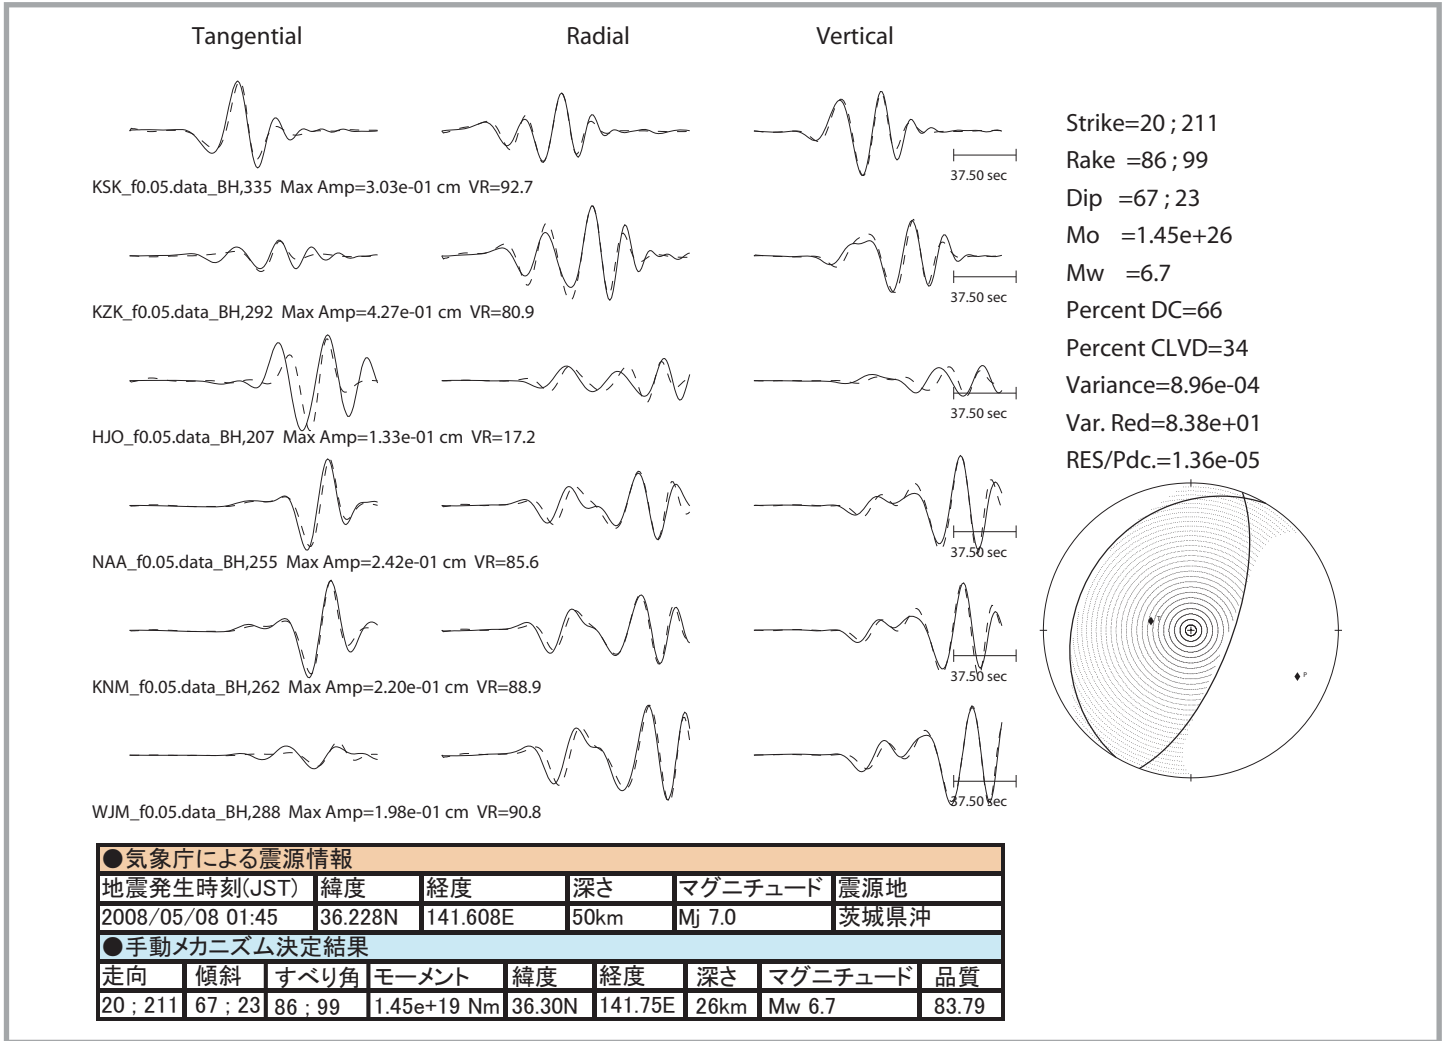 Tangential Radial Vertical
37.50 sec
KSK_f0.05.data_BH,335 Max Amp=3.03e-01 cm VR=92.7
37.50 sec
KZK_f0.05.data_BH,292 Max Amp=4.27e-01 cm VR=80.9
37.50 sec
HJO_f0.05.data_BH,207 Max Amp=1.33e-01 cm VR=17.2
37.50 sec
NAA_f0.05.data_BH,255 Max Amp=2.42e-01 cm VR=85.6
37.50 sec
KNM_f0.05.data_BH,262 Max Amp=2.20e-01 cm VR=88.9
37.50 sec
WJM_f0.05.data_BH,288 Max Amp=1.98e-01 cm VR=90.8
Strike=20 ; 211
Rake =86 ; 99
Dip =67 ; 23
Mo =1.45e+26
Mw =6.7
Percent DC=66
Percent CLVD=34
Variance=8.96e-04
Var. Red=8.38e+01
RES/Pdc.=1.36e-05
P
●気象庁による震源情報
地震発生時刻(JST) 緯度 経度 深さ マグニチュード 震源地
2008/05/08 01:45 36.228N 141.608E 50km Mj 7.0 茨城県沖
●手動メカニズム決定結果
走向 傾斜 すべり角 モーメント 緯度 経度 深さ マグニチュード 品質
20 ; 211 67 ; 23 86 ; 99 1.45e+19 Nm 36.30N 141.75E 26km Mw 6.7 83.79